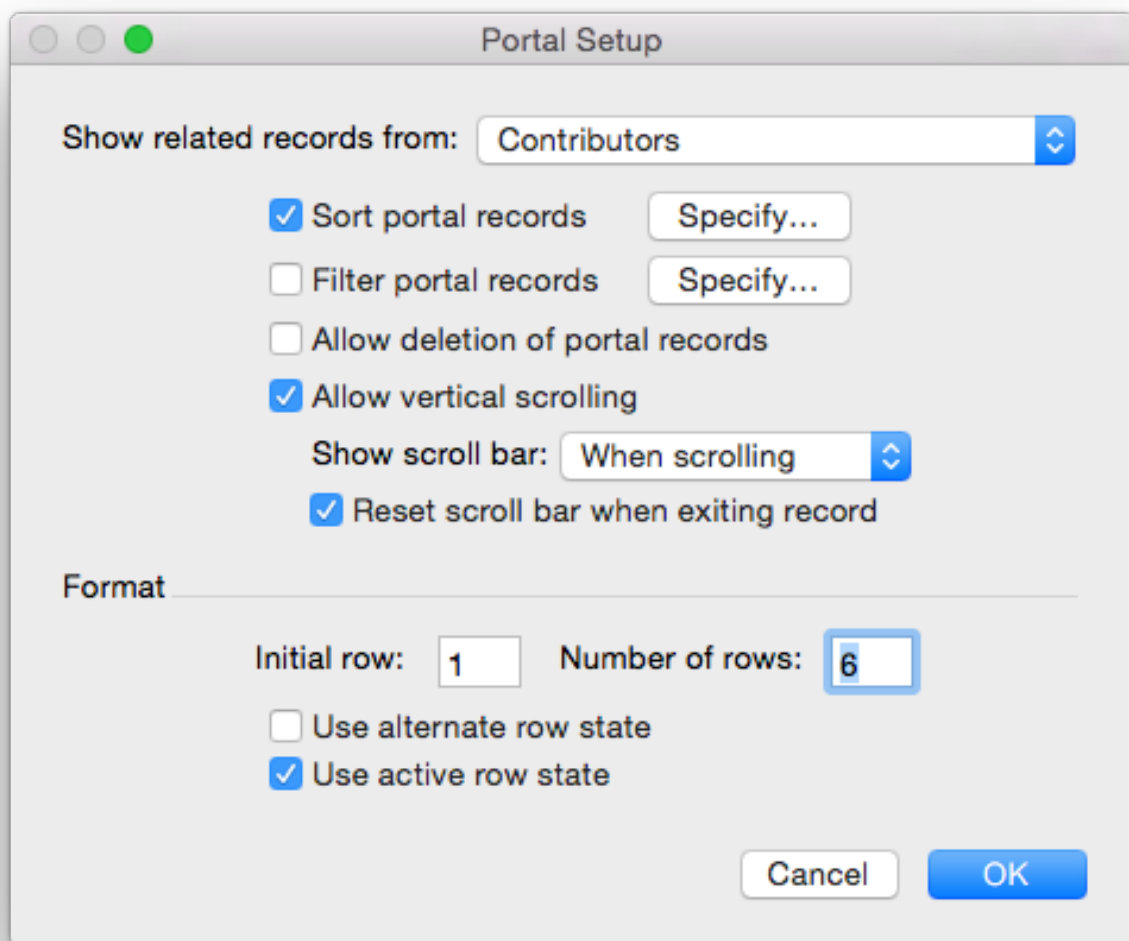 Portal Setup
Show related records from: Contributors
Sort portal records Specify...
Filter portal records Specify...
Allow deletion of portal records
Allow vertical scrolling
Show scroll bar: When scrolling
Reset scroll bar when exiting record
Format
Initial row: 1 Number of rows: 6
Use alternate row state
Use active row state
Cancel OK